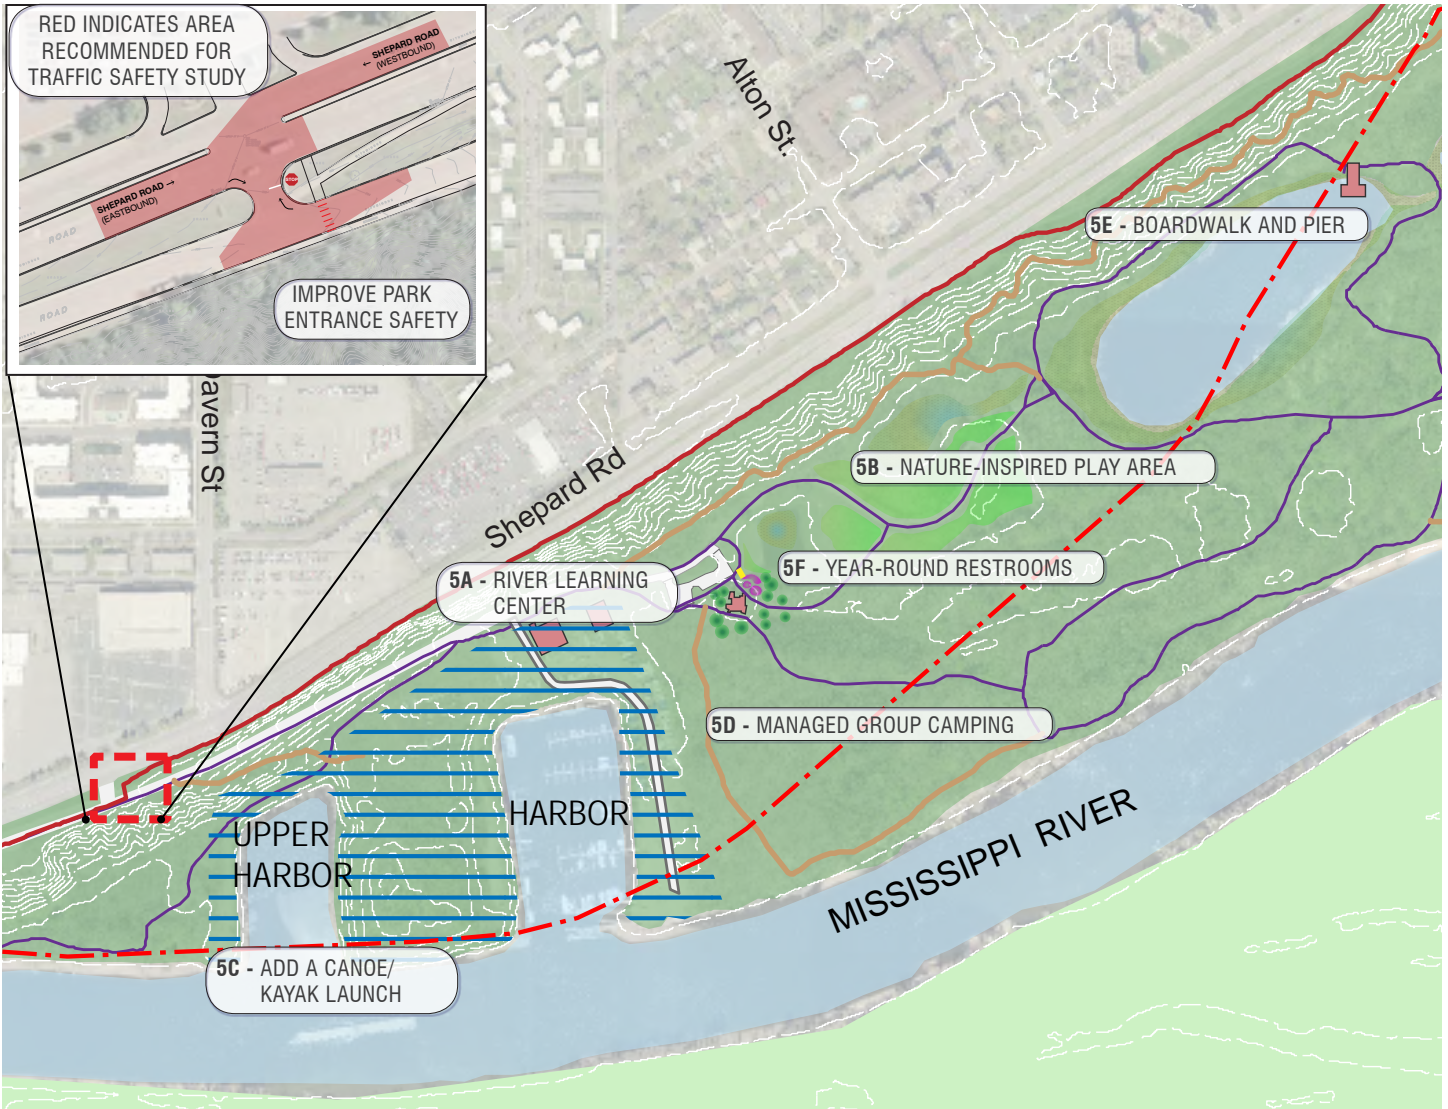 RED INDICATES AREA
RECOMMENDED FOR
TRAFFIC SAFETY STUDY
← SHEPARD ROAD
(WESTBOUND)
STOP
SHEPARD ROAD →
(EASTBOUND)
ROAD
ROAD
IMPROVE PARK
ENTRANCE SAFETY
Alton St.
5E - BOARDWALK AND PIER
avern St
Shepard Rd
5B - NATURE-INSPIRED PLAY AREA
5A - RIVER LEARNING
CENTER
5F - YEAR-ROUND RESTROOMS
5D - MANAGED GROUP CAMPING
UPPER
HARBOR
HARBOR
MISSISSIPPI RIVER
5C - ADD A CANOE/
KAYAK LAUNCH